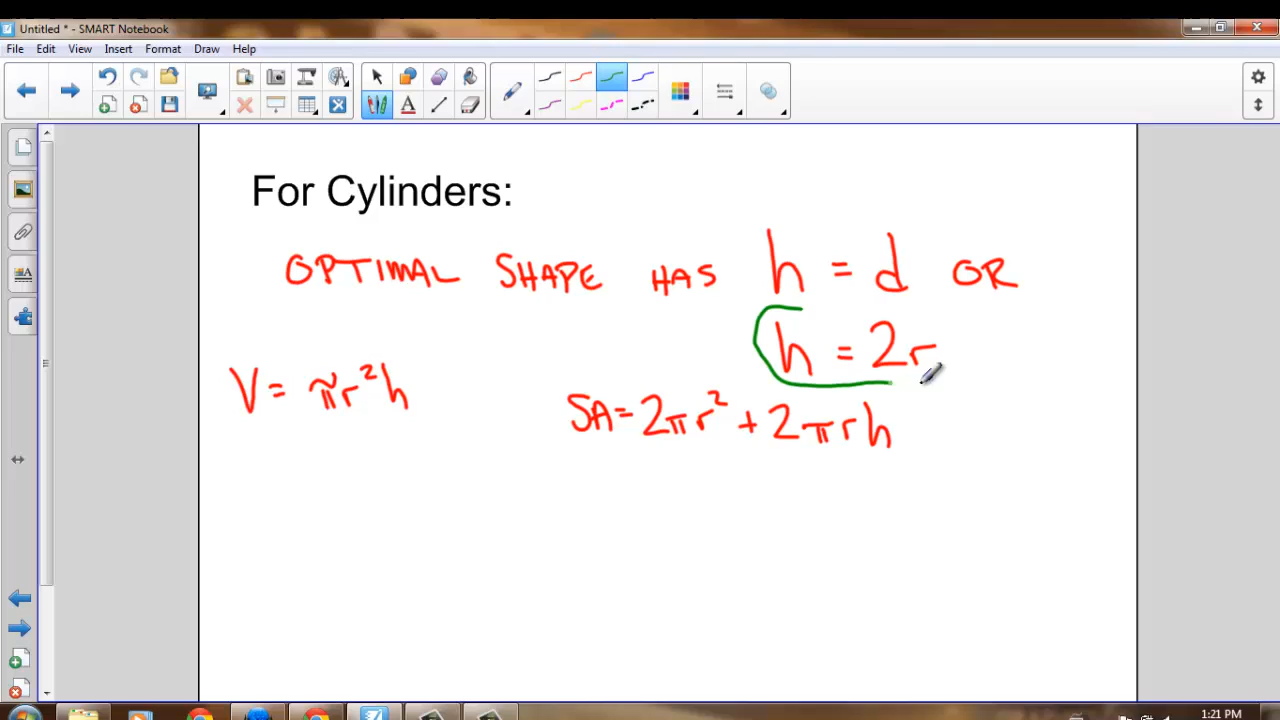 Untitled * - SMART Notebook
File Edit View Insert Format Draw Help
For Cylinders:
OPTIMAL SHAPE HAS h = d OR
h = 2r
V = πr²h
SA = 2πr² + 2πrh
1:21 PM